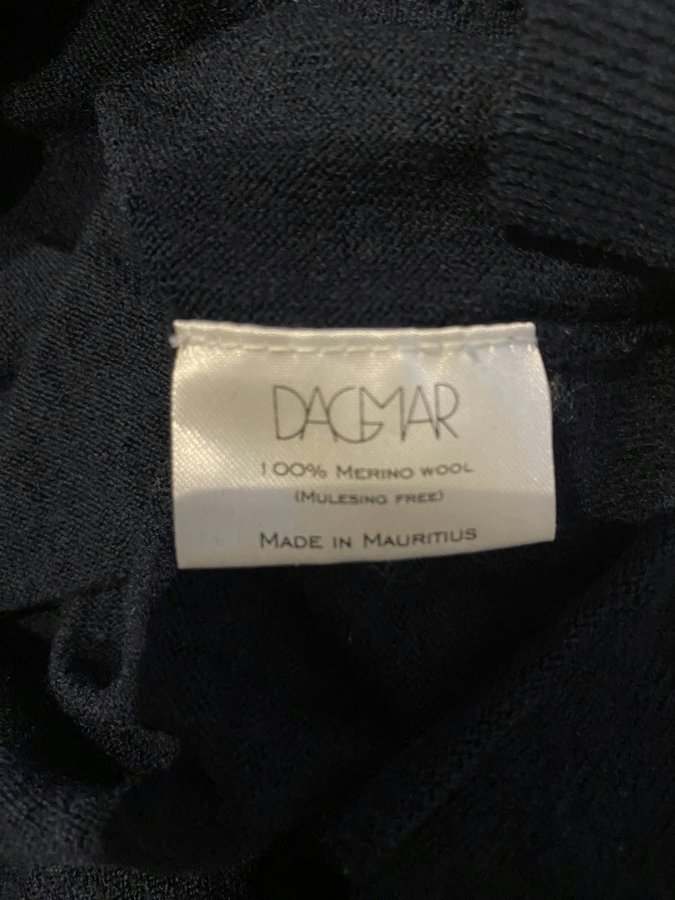 DAGMAR
100% MERINO WOOL
(MULESING FREE)
MADE IN MAURITIUS